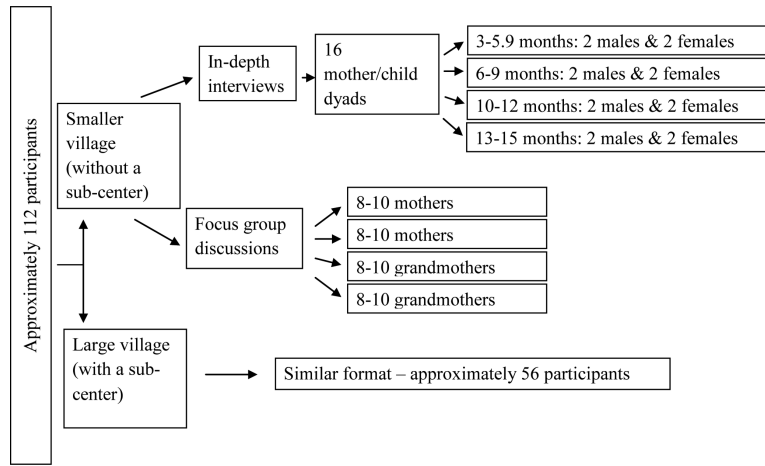 Approximately 112 participants
Smaller
village
(without a
sub-center)
In-depth
interviews
16
mother/child
dyads
3-5.9 months: 2 males & 2 females
6-9 months: 2 males & 2 females
10-12 months: 2 males & 2 females
13-15 months: 2 males & 2 females
Focus group
discussions
8-10 mothers
8-10 mothers
8-10 grandmothers
8-10 grandmothers
Large village
(with a sub-
center)
Similar format – approximately 56 participants